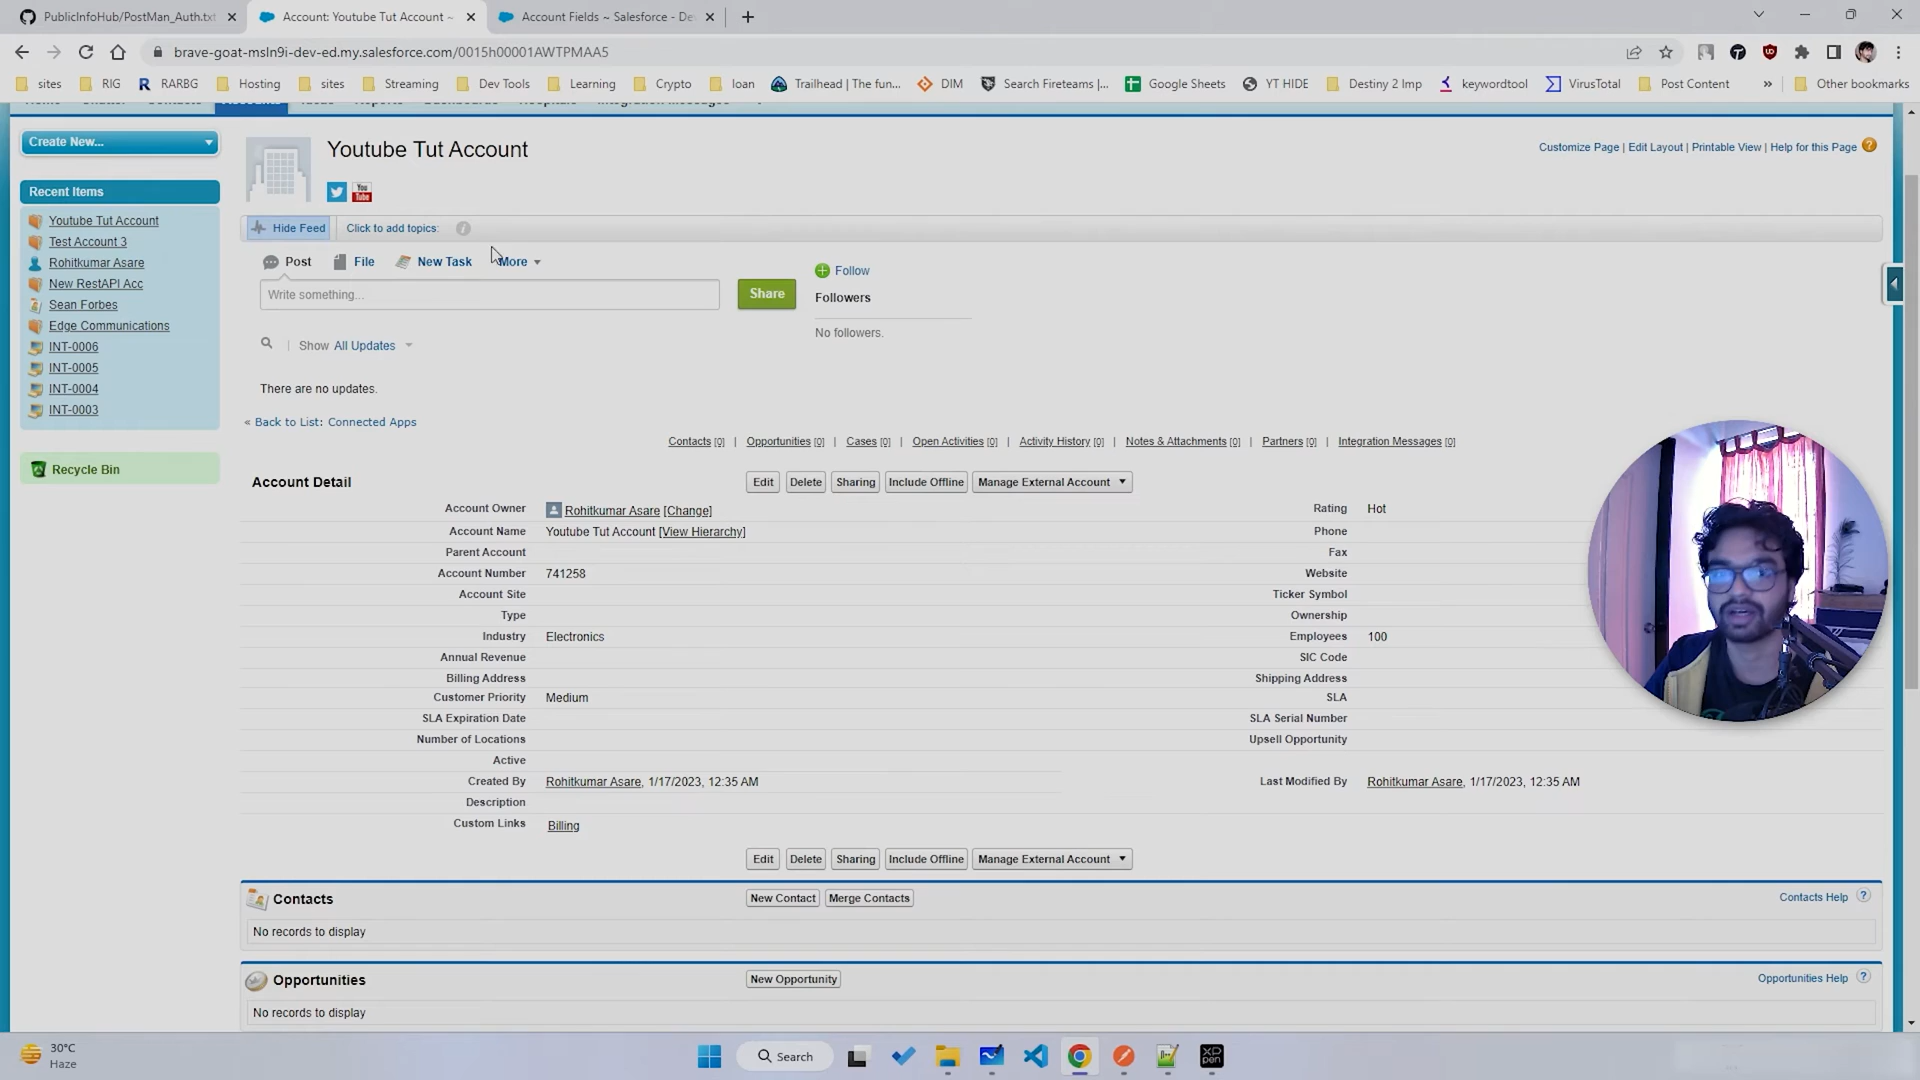 PublicInfoHub/PostMan_Auth.txt
Account: Youtube Tut Account ~
Account Fields ~ Salesforce - De
brave-goat-msln9i-dev-ed.my.salesforce.com/0015h00001AWTPMAA5
sites RIG RARBG Hosting sites Streaming Dev Tools Learning Crypto loan Trailhead | The fun... DIM Search Fireteams |... Google Sheets YT HIDE Destiny 2 Imp keywordtool VirusTotal Post Content » Other bookmarks
Create New...
Youtube Tut Account
Customize Page | Edit Layout | Printable View | Help for this Page
You Tube
Recent Items
Youtube Tut Account
Test Account 3
Rohitkumar Asare
New RestAPI Acc
Sean Forbes
Edge Communications
INT-0006
INT-0005
INT-0004
INT-0003
Recycle Bin
Hide Feed Click to add topics:
Post File New Task More
Write something...
Share
Follow
Followers
No followers.
Show All Updates
There are no updates.
« Back to List: Connected Apps
Contacts [0] | Opportunities [0] | Cases [0] | Open Activities [0] | Activity History [0] | Notes & Attachments [0] | Partners [0] | Integration Messages [0]
Account Detail
Edit Delete Sharing Include Offline Manage External Account
Account Owner Rohitkumar Asare [Change] Rating Hot
Account Name Youtube Tut Account [View Hierarchy] Phone
Parent Account Fax
Account Number 741258 Website
Account Site Ticker Symbol
Type Ownership
Industry Electronics Employees 100
Annual Revenue SIC Code
Billing Address Shipping Address
Customer Priority Medium SLA
SLA Expiration Date SLA Serial Number
Number of Locations Upsell Opportunity
Active
Created By Rohitkumar Asare, 1/17/2023, 12:35 AM Last Modified By Rohitkumar Asare, 1/17/2023, 12:35 AM
Description
Custom Links Billing
Edit Delete Sharing Include Offline Manage External Account
Contacts New Contact Merge Contacts Contacts Help ?
No records to display
Opportunities New Opportunity Opportunities Help ?
No records to display
30°C
Haze
Search
XP
pen